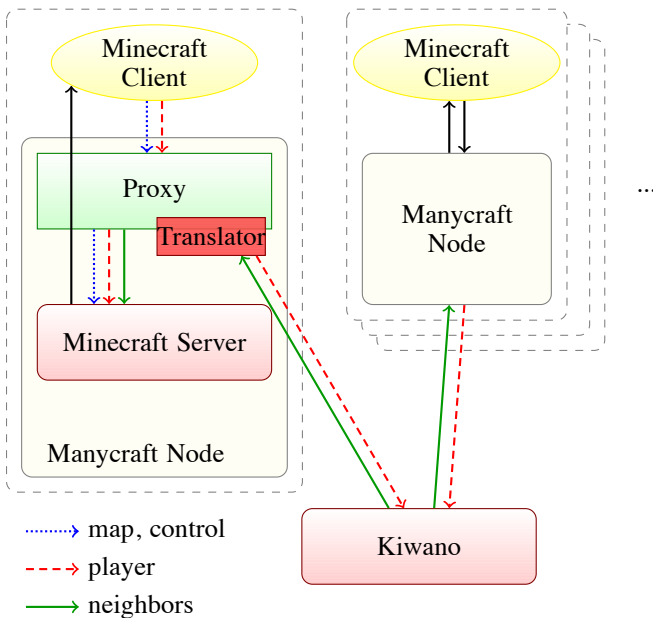 Minecraft
Client
Proxy
Translator
Minecraft Server
Manycraft Node
Minecraft
Client
Manycraft
Node
...
Kiwano
map, control
player
neighbors